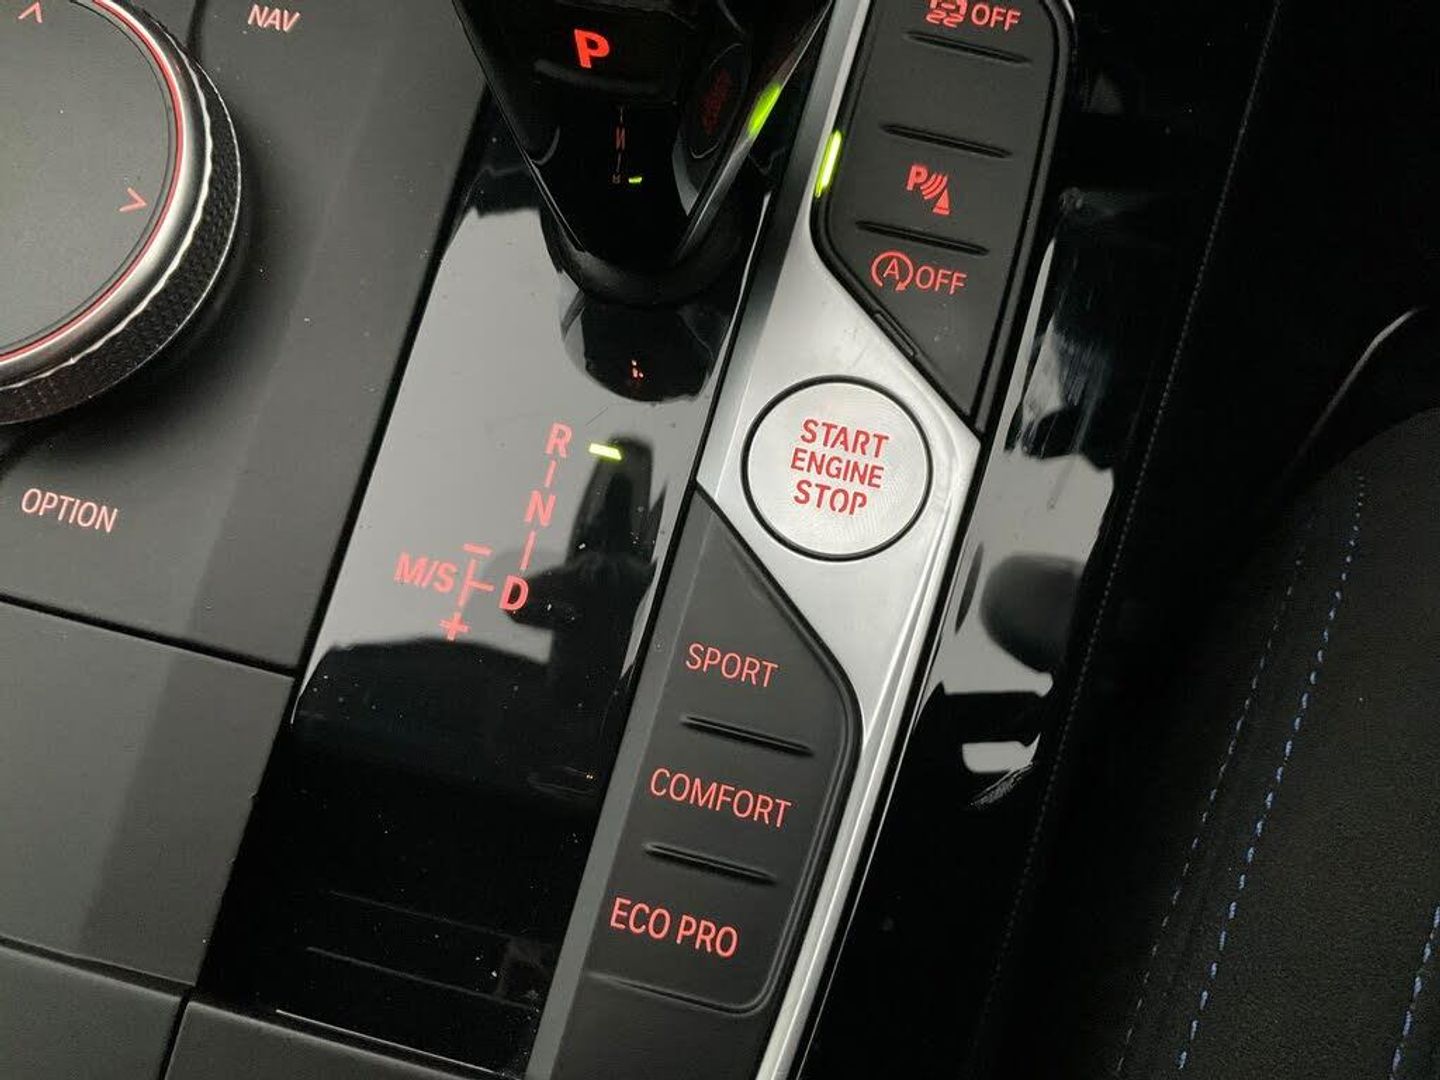 NAV
P
OFF
P
A OFF
START
ENGINE
STOP
OPTION
R
N
M/S
D
SPORT
COMFORT
ECO PRO